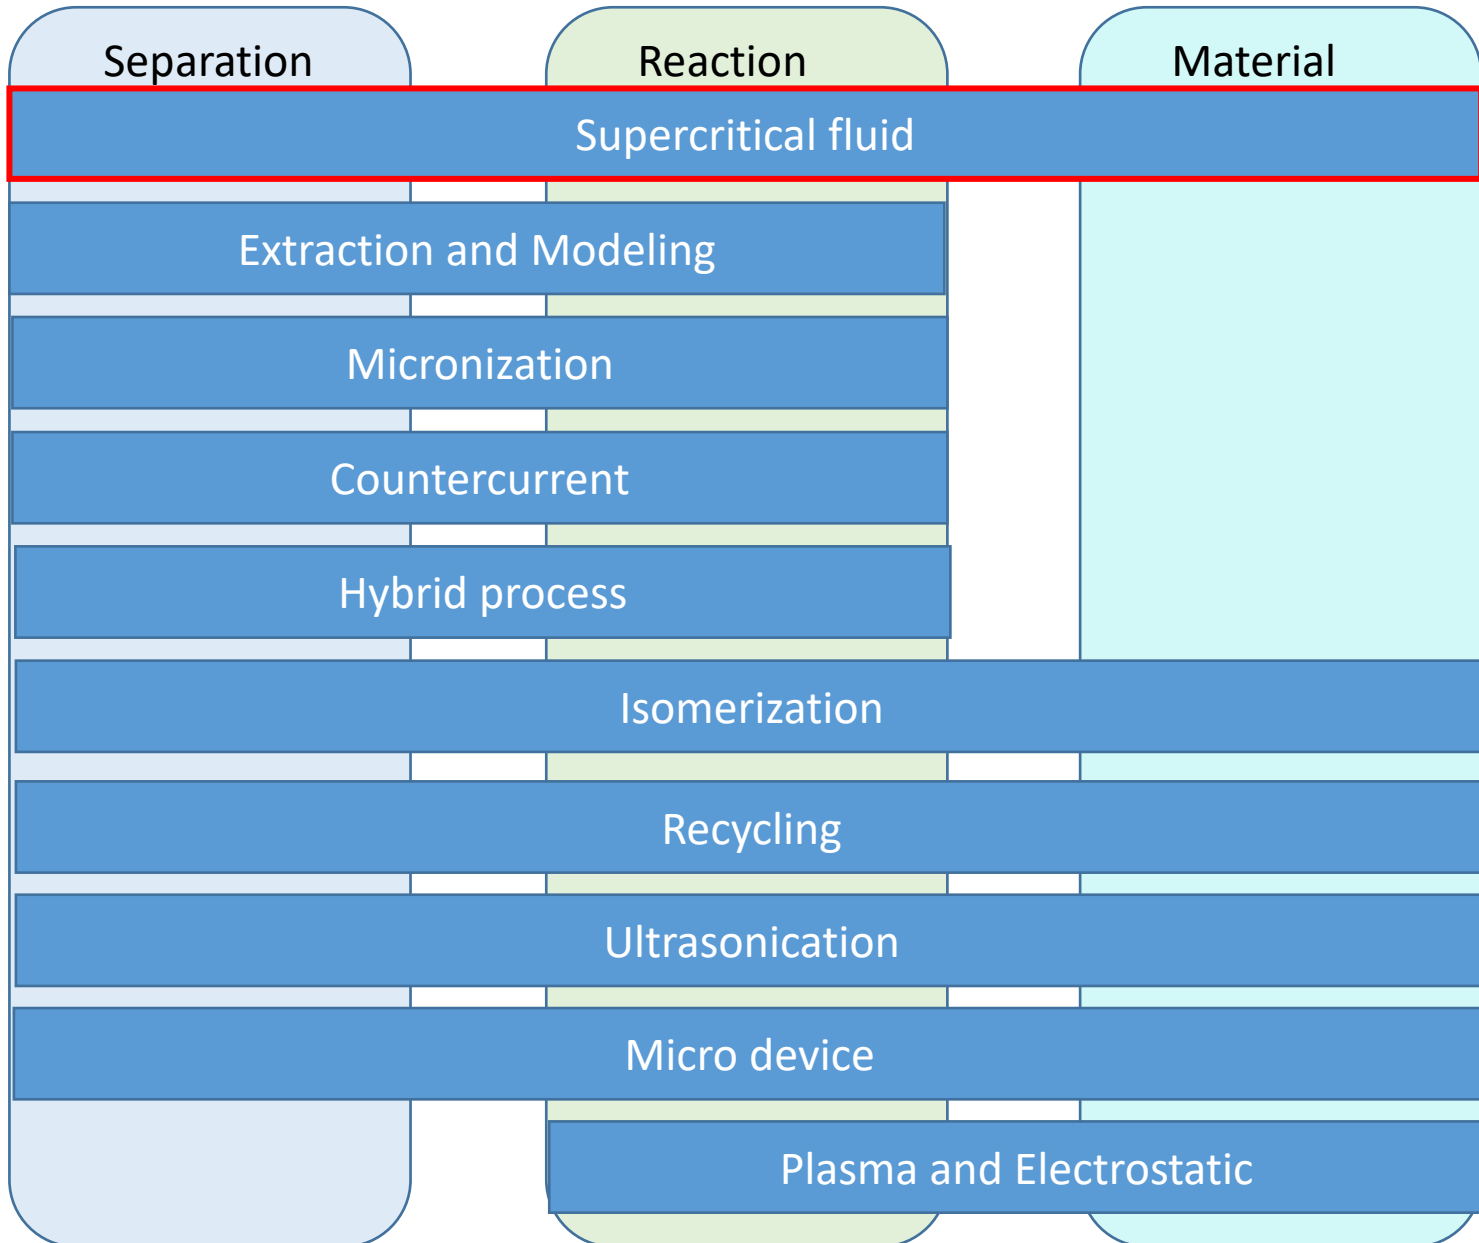 Separation
Reaction
Material
Supercritical fluid
Extraction and Modeling
Micronization
Countercurrent
Hybrid process
Isomerization
Recycling
Ultrasonication
Micro device
Plasma and Electrostatic